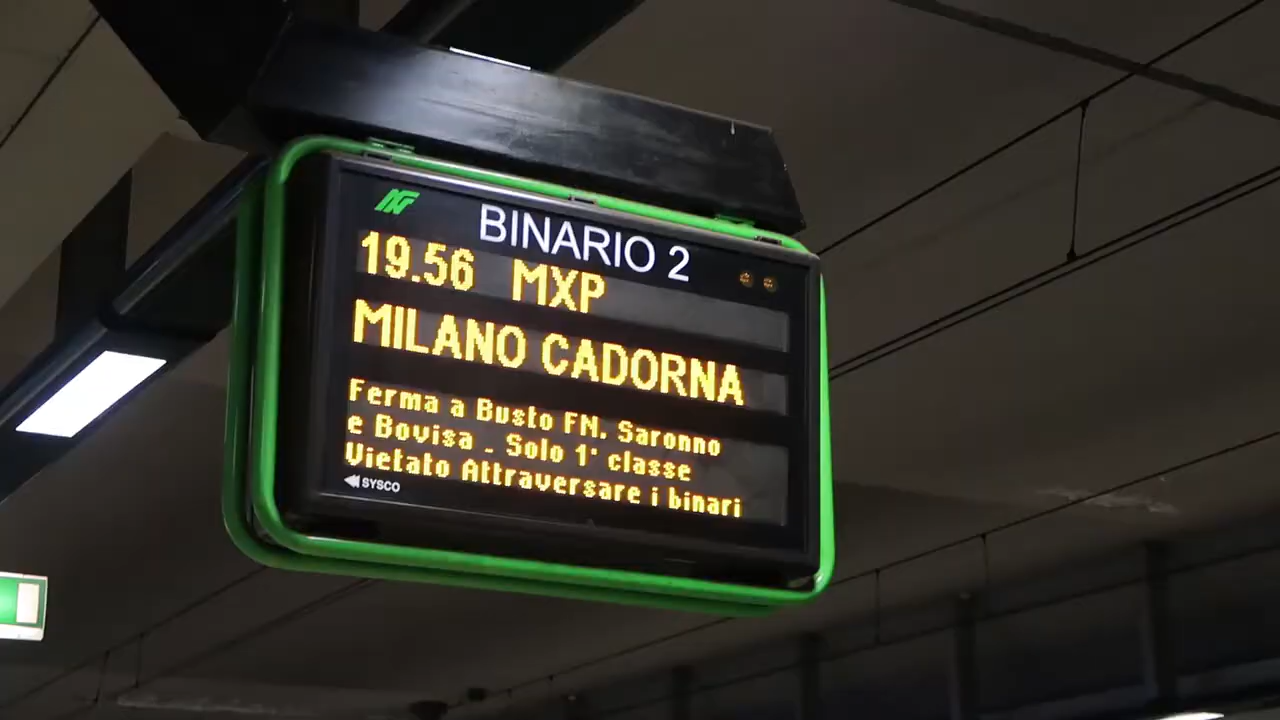 BINARIO 2
19.56 MXP
MILANO CADORNA
Ferma a Busto FN. Saronno
e Bovisa - Solo 1° classe
Vietato Attraversare i binari
SYSCO